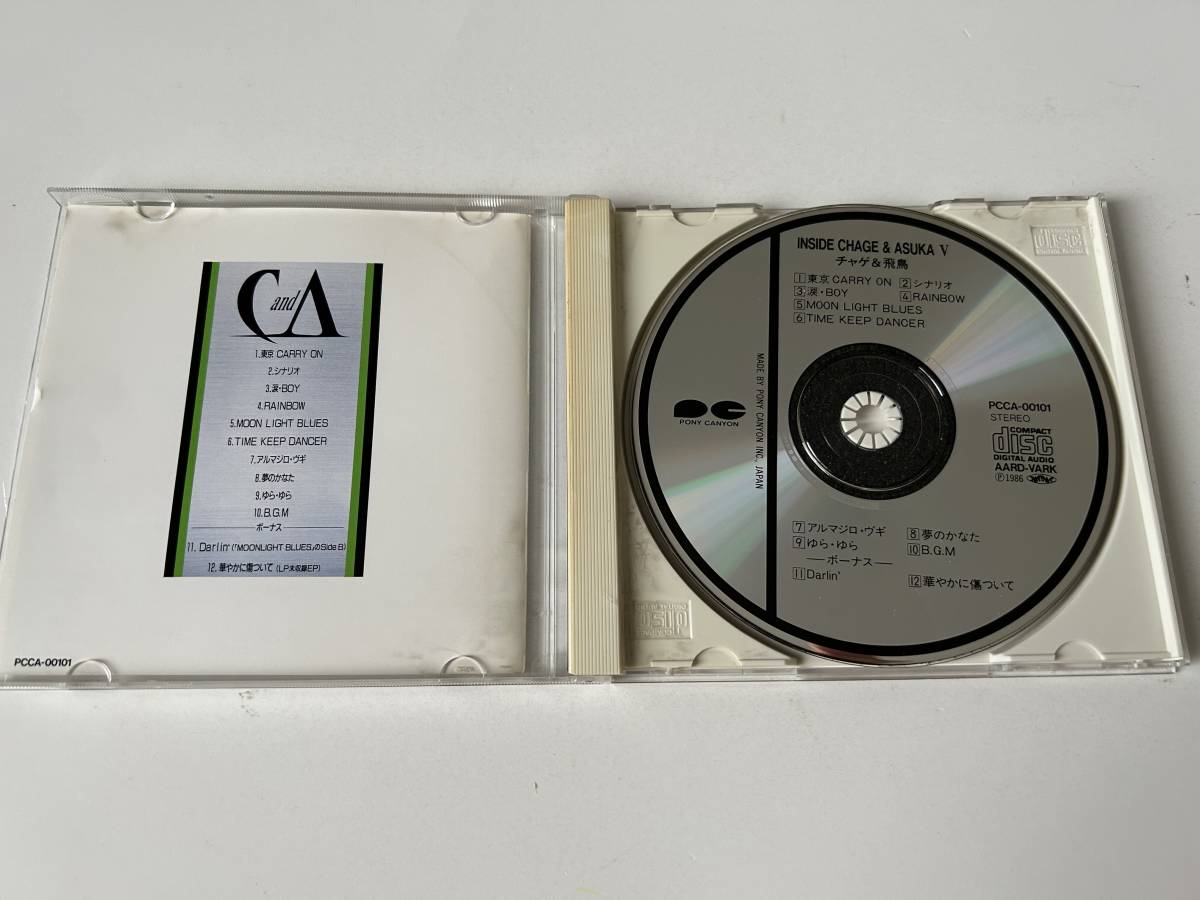 C and A
1.東京 CARRY ON
2.シナリオ
3.涙・BOY
4.RAINBOW
5.MOON LIGHT BLUES
6.TIME KEEP DANCER
7.アルマジロ・ヴギ
8.夢のかなた
9.ゆら・ゆら
10.B.G.M
ボーナス
11.Darlin'(「MOONLIGHT BLUES」のSide B)
12.華やかに傷ついて(LP未収録EP)
PCCA-00101
INSIDE CHAGE & ASUKA V
チャゲ&飛鳥
1 東京 CARRY ON 2 シナリオ
3 涙・BOY 4 RAINBOW
5 MOON LIGHT BLUES
6 TIME KEEP DANCER
PONY CANYON
MADE BY PONY CANYON INC., JAPAN
PCCA-00101
STEREO
COMPACT
disc
DIGITAL AUDIO
AARD-VARK
Ⓟ1986
7 アルマジロ・ヴギ 8 夢のかなた
9 ゆら・ゆら 10 B.G.M
—ボーナス—
11 Darlin' 12 華やかに傷ついて
disc
disc